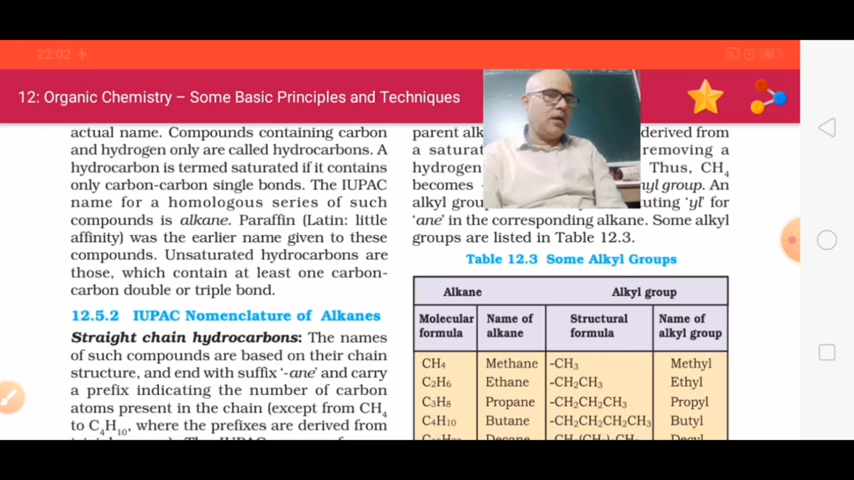 22:02
12: Organic Chemistry – Some Basic Principles and Techniques
actual name. Compounds containing carbon
and hydrogen only are called hydrocarbons. A
hydrocarbon is termed saturated if it contains
only carbon-carbon single bonds. The IUPAC
name for a homologous series of such
compounds is alkane. Paraffin (Latin: little
affinity) was the earlier name given to these
compounds. Unsaturated hydrocarbons are
those, which contain at least one carbon-
carbon double or triple bond.
12.5.2 IUPAC Nomenclature of Alkanes
Straight chain hydrocarbons: The names
of such compounds are based on their chain
structure, and end with suffix ‘-ane’ and carry
a prefix indicating the number of carbon
atoms present in the chain (except from CH4
to C4H10, where the prefixes are derived from
parent alk derived from
a saturat removing a
hydrogen Thus, CH4
becomes - hyl group. An
alkyl grou uting ‘yl’ for
‘ane’ in the corresponding alkane. Some alkyl
groups are listed in Table 12.3.
Table 12.3 Some Alkyl Groups
Alkane Alkyl group
Molecular formula Name of alkane Structural formula Name of alkyl group
CH4 Methane -CH3 Methyl
C2H6 Ethane -CH2CH3 Ethyl
C3H8 Propane -CH2CH2CH3 Propyl
C4H10 Butane -CH2CH2CH2CH3 Butyl
Decane Decyl